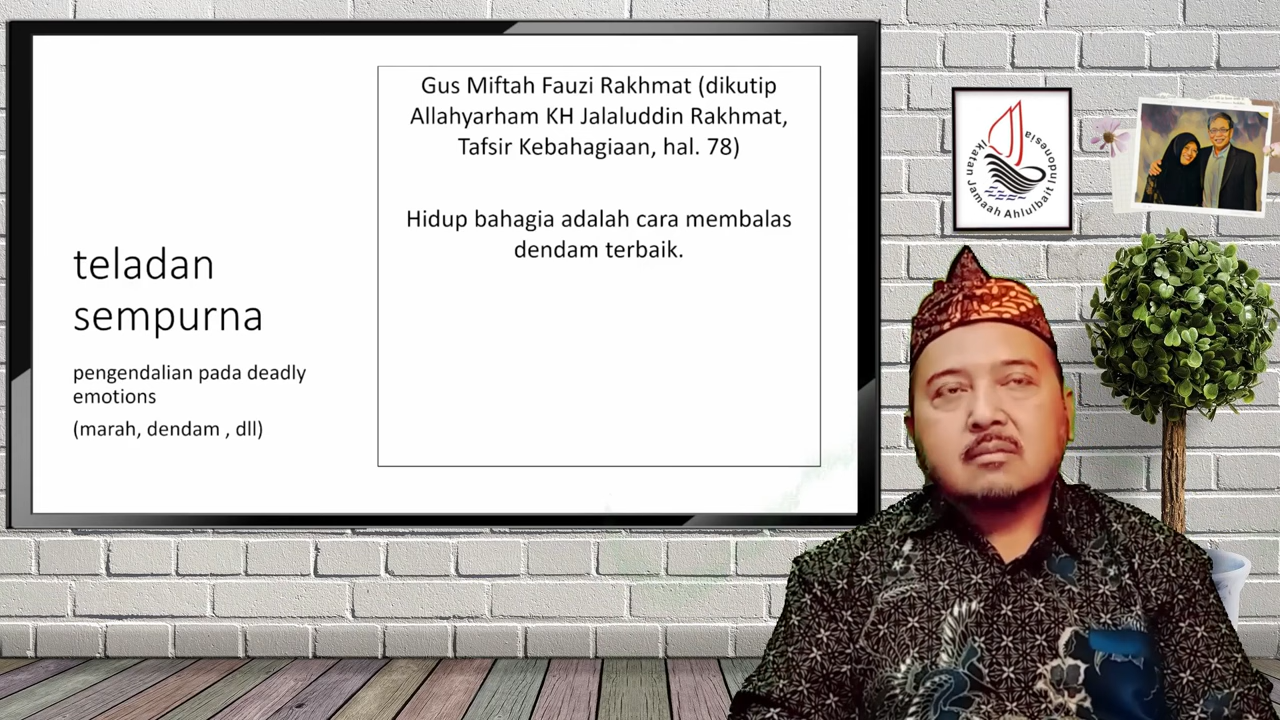 teladan
sempurna
pengendalian pada deadly
emotions
(marah, dendam , dll)
Gus Miftah Fauzi Rakhmat (dikutip
Allahyarham KH Jalaluddin Rakhmat,
Tafsir Kebahagiaan, hal. 78)
Hidup bahagia adalah cara membalas
dendam terbaik.
Ikatan Jamaah Ahlulbait Indonesia